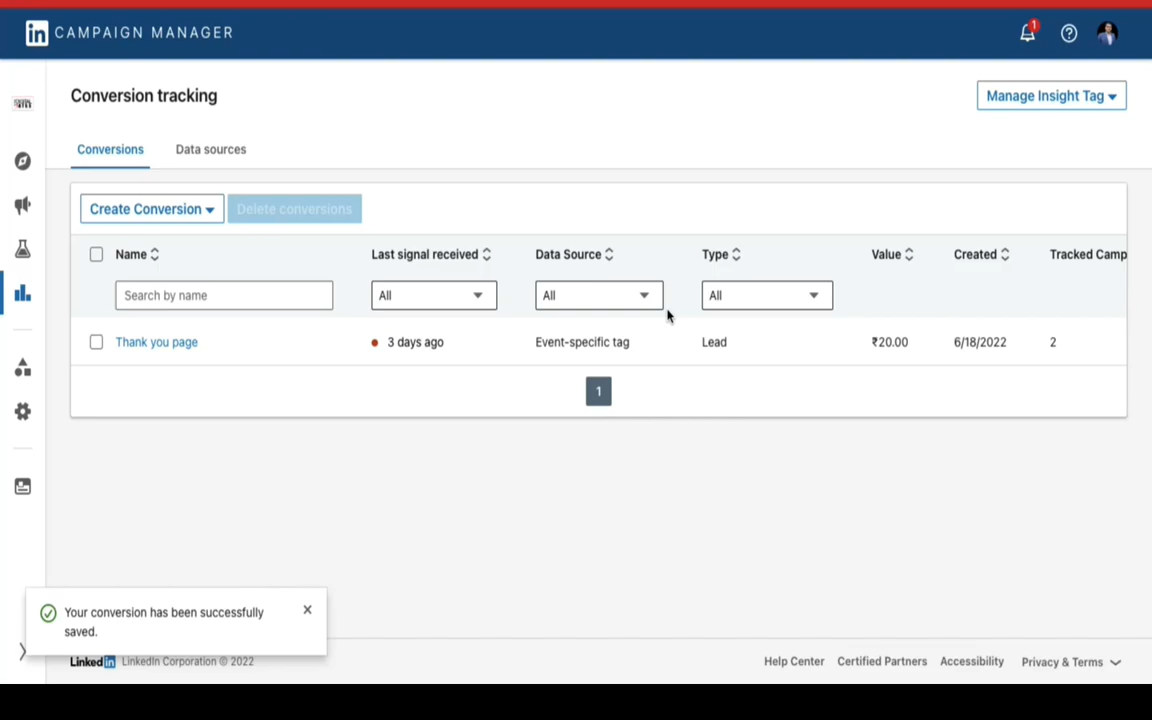 in CAMPAIGN MANAGER
1
Conversion tracking
Manage Insight Tag
Conversions Data sources
Create Conversion Delete conversions
Name Last signal received Data Source Type Value Created Tracked Camp
Search by name All All All
Thank you page 3 days ago Event-specific tag Lead ₹20.00 6/18/2022 2
1
Your conversion has been successfully
saved.
LinkedIn LinkedIn Corporation © 2022 Help Center Certified Partners Accessibility Privacy & Terms